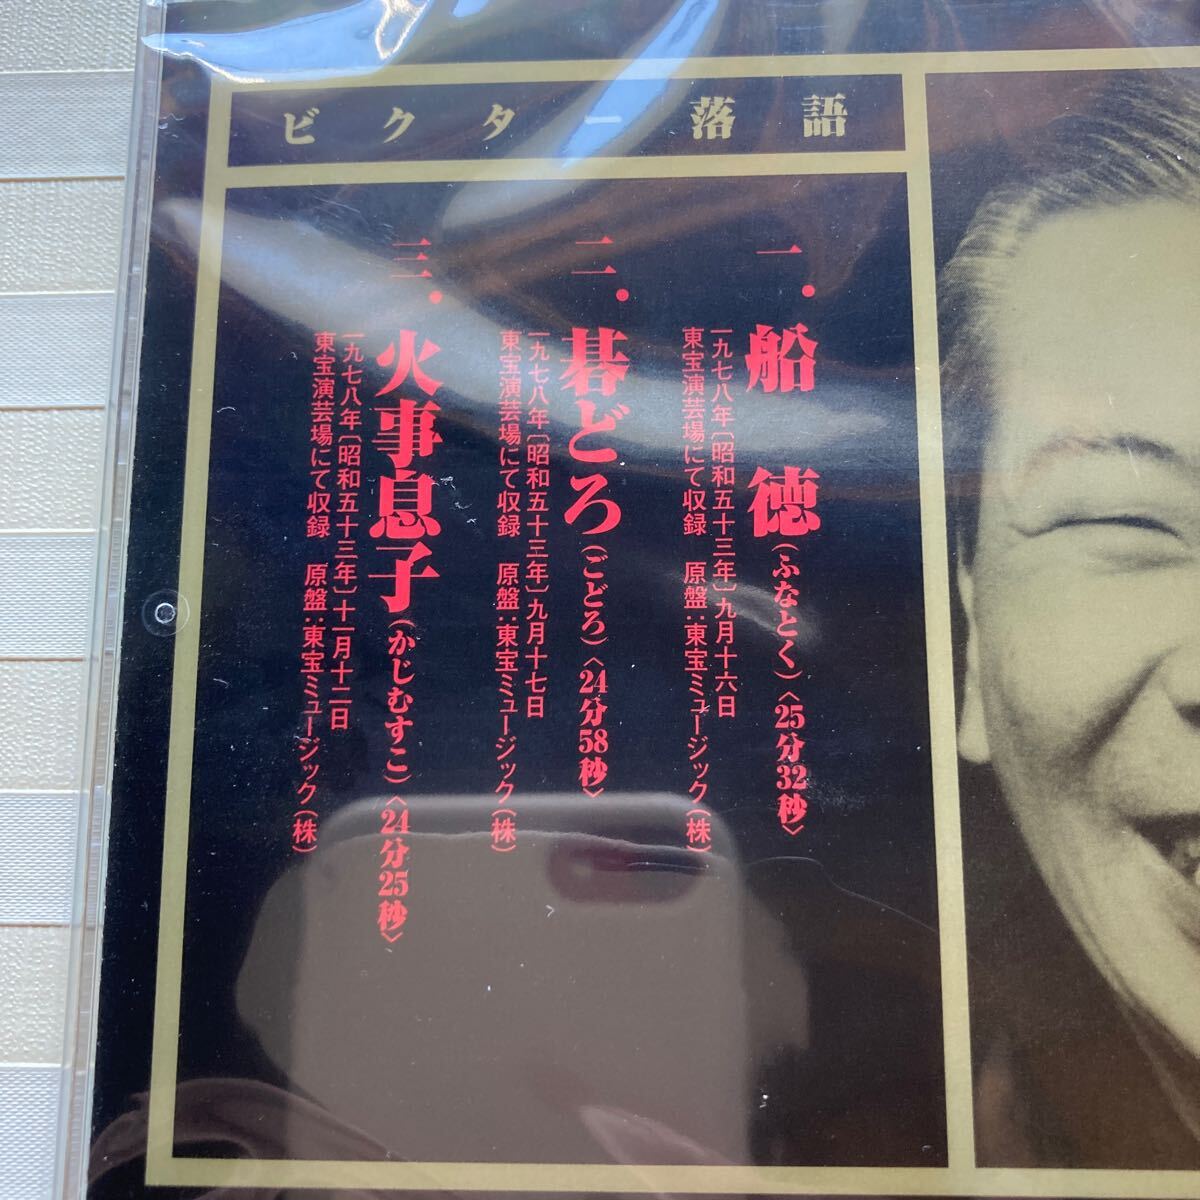 ビクター落語
一．船徳（ふなとく）〈25分32秒〉
一九七八年〔昭和五十三年〕九月十六日
東宝演芸場にて収録　原盤：東宝ミュージック（株）
二．碁どろ（ごどろ）〈24分58秒〉
一九七八年〔昭和五十三年〕九月十七日
東宝演芸場にて収録　原盤：東宝ミュージック（株）
三．火事息子（かじむすこ）〈24分25秒〉
一九七八年〔昭和五十三年〕十一月十二日
東宝演芸場にて収録　原盤：東宝ミュージック（株）